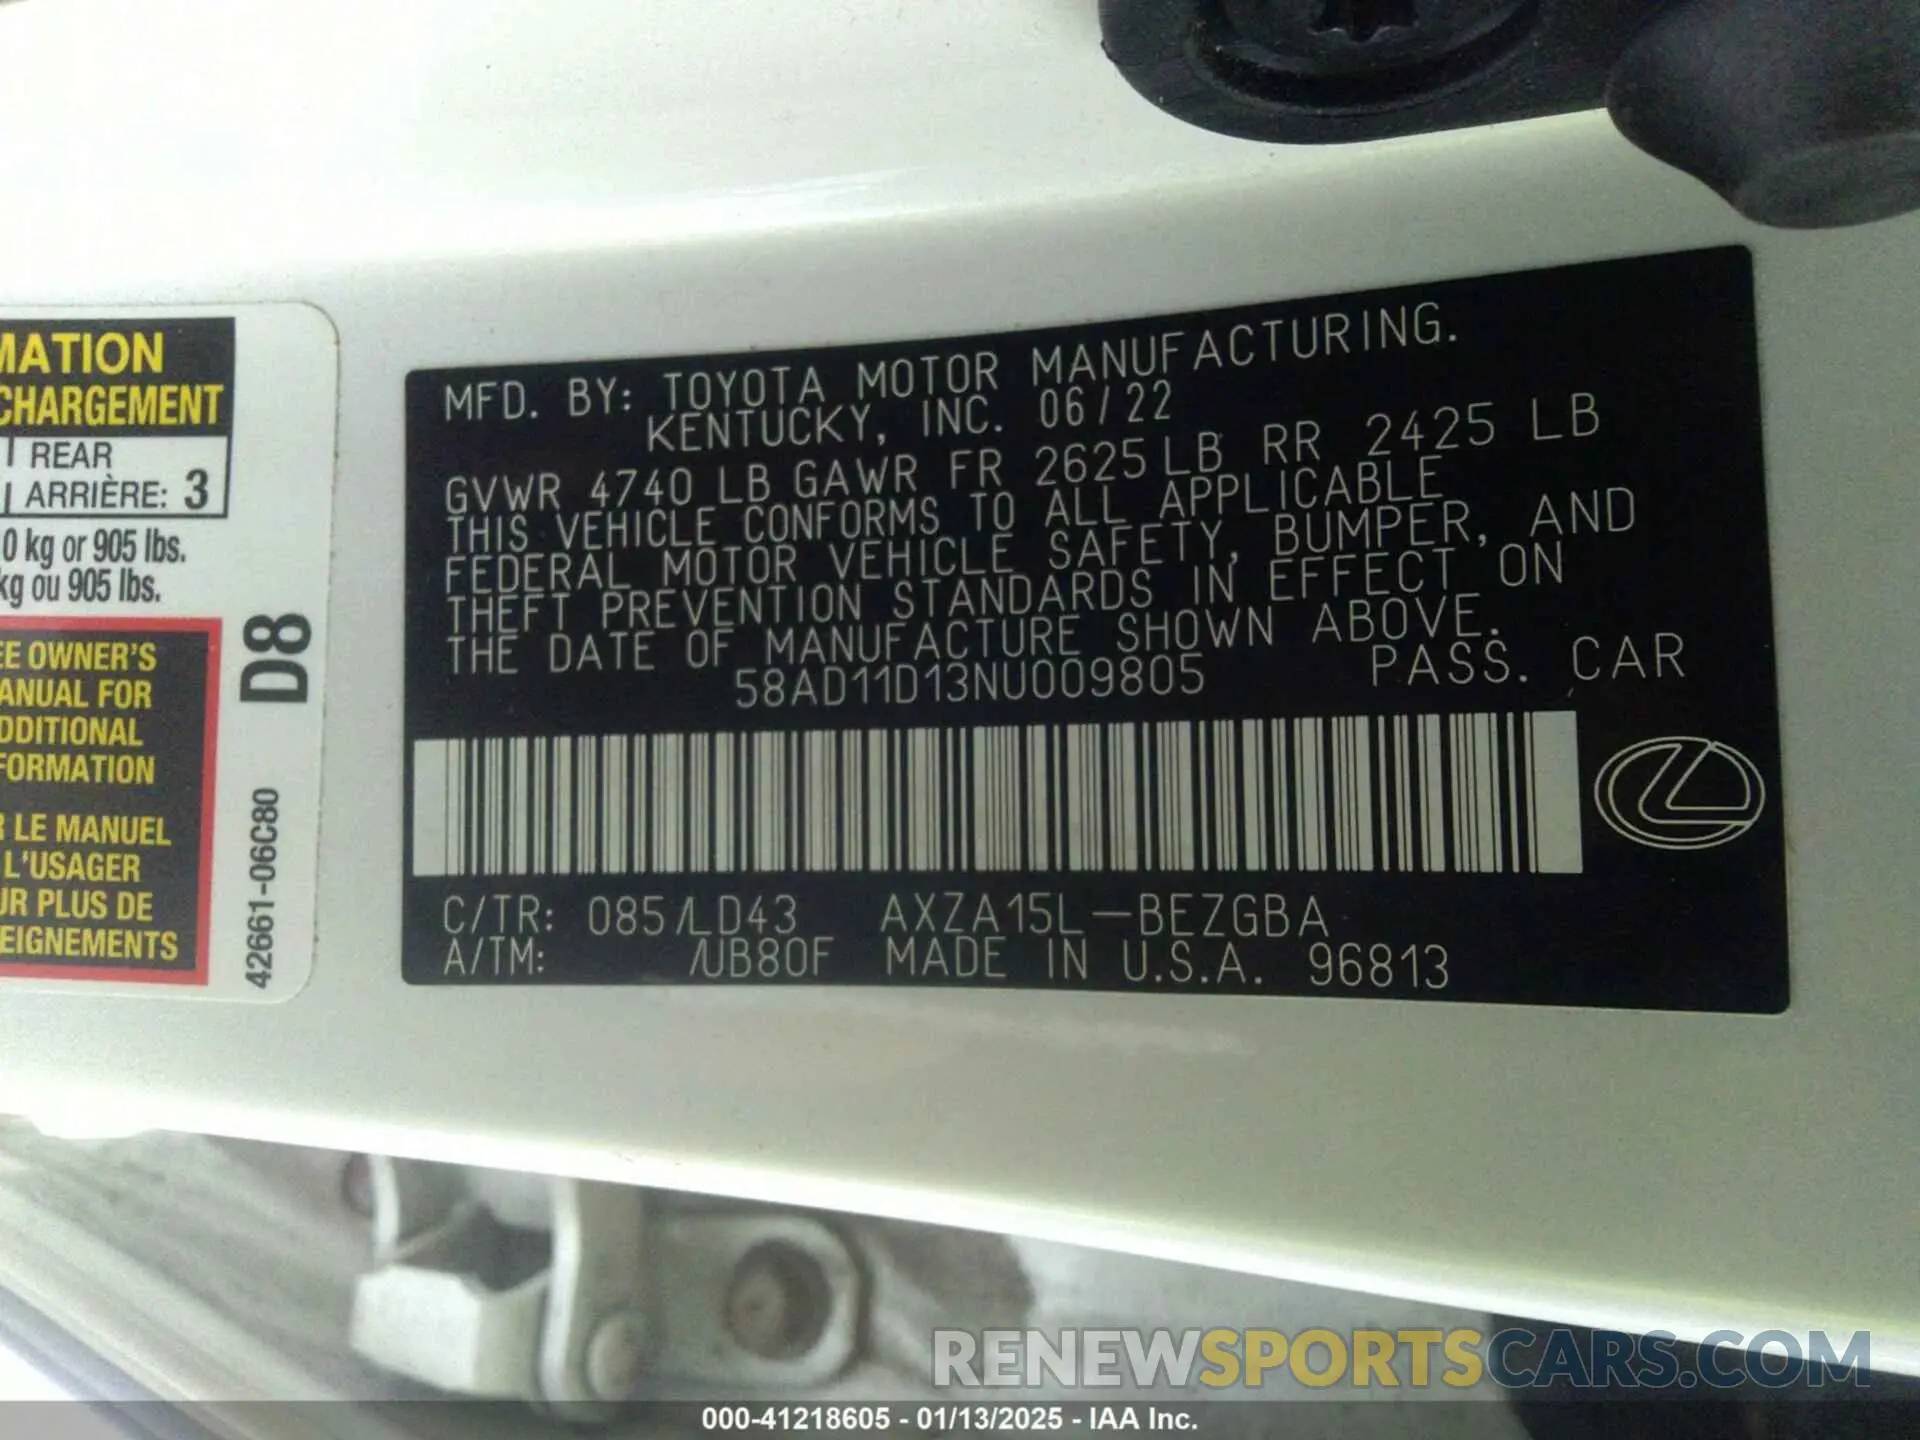 MATION
CHARGEMENT
REAR
ARRIÈRE: 3
0 kg or 905 lbs.
kg ou 905 lbs.
EE OWNER'S
ANUAL FOR
DDITIONAL
FORMATION
R LE MANUEL
L'USAGER
UR PLUS DE
EIGNEMENTS
D8
42661-06C80
MFD. BY: TOYOTA MOTOR MANUFACTURING.
KENTUCKY, INC. 06/22
GVWR 4740 LB GAWR FR 2625 LB RR 2425 LB
THIS VEHICLE CONFORMS TO ALL APPLICABLE
FEDERAL MOTOR VEHICLE SAFETY, BUMPER, AND
THEFT PREVENTION STANDARDS IN EFFECT ON
THE DATE OF MANUFACTURE SHOWN ABOVE.
58AD11D13NU009805 PASS. CAR
C/TR: 085/LD43 AXZA15L-BEZGBA
A/TM: /UB80F MADE IN U.S.A. 96813
RENEWSPORTSCARS.COM
000-41218605 - 01/13/2025 - IAA Inc.